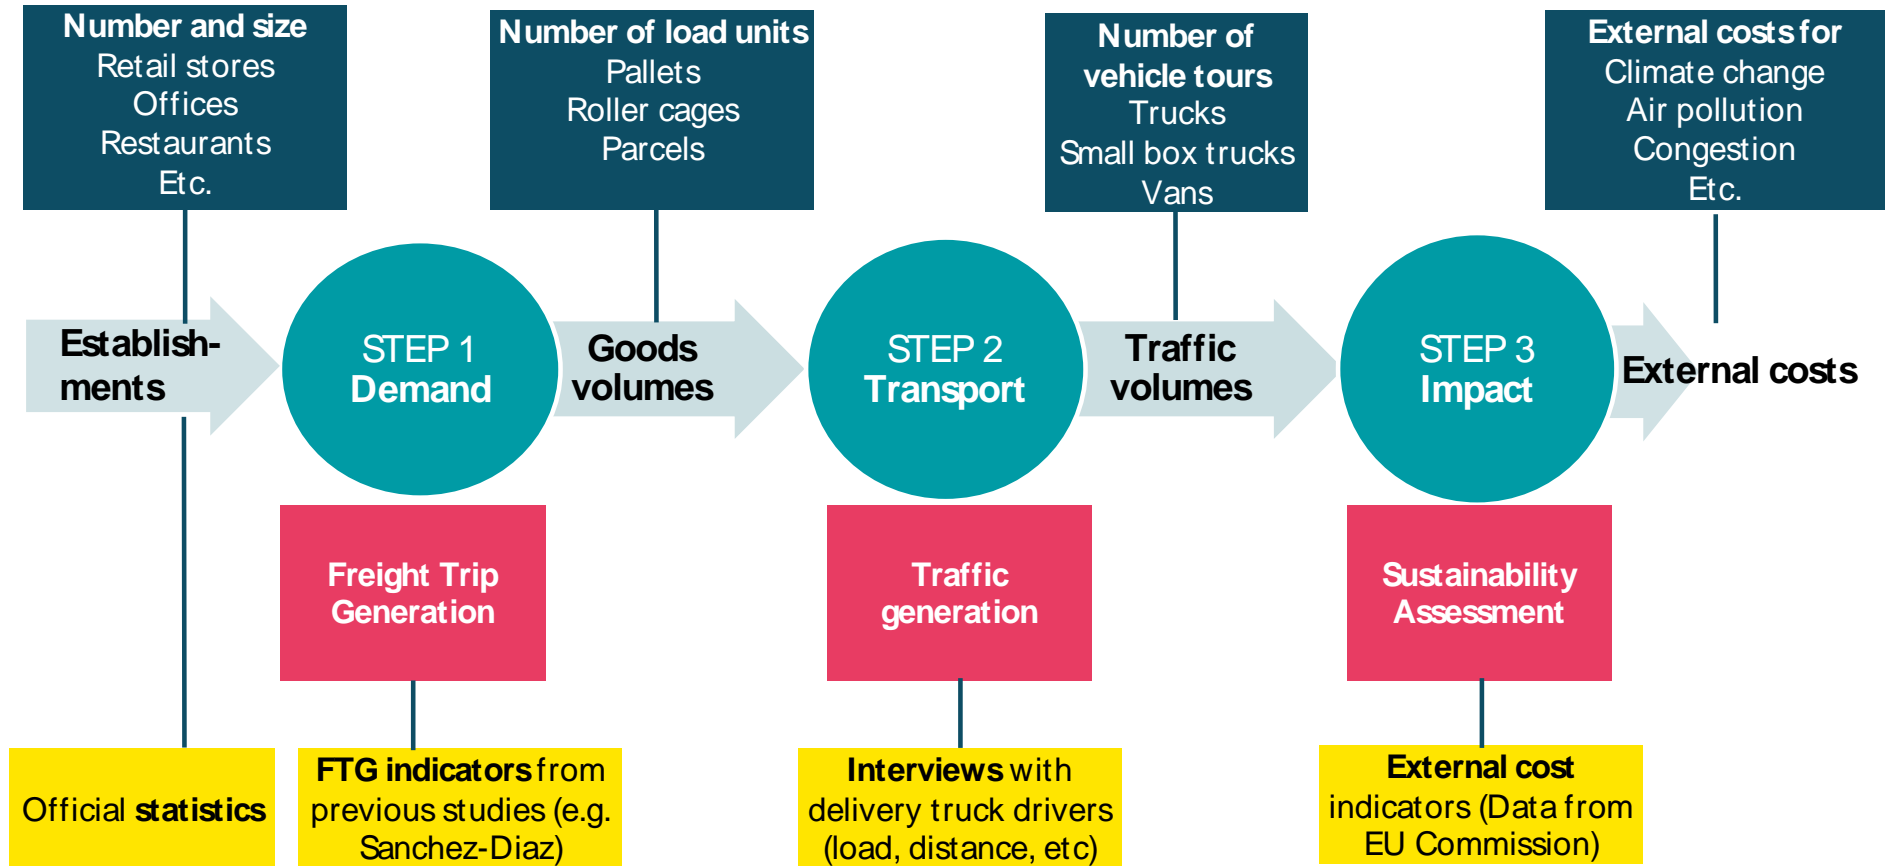 Number and size
Retail stores
Offices
Restaurants
Etc.
Number of load units
Pallets
Roller cages
Parcels
Number of
vehicle tours
Trucks
Small box trucks
Vans
External costs for
Climate change
Air pollution
Congestion
Etc.
Establish-
ments
STEP 1
Demand
Goods
volumes
STEP 2
Transport
Traffic
volumes
STEP 3
Impact
External costs
Freight Trip
Generation
Traffic
generation
Sustainability
Assessment
Official statistics
FTG indicators from
previous studies (e.g.
Sanchez-Diaz)
Interviews with
delivery truck drivers
(load, distance, etc)
External cost
indicators (Data from
EU Commission)